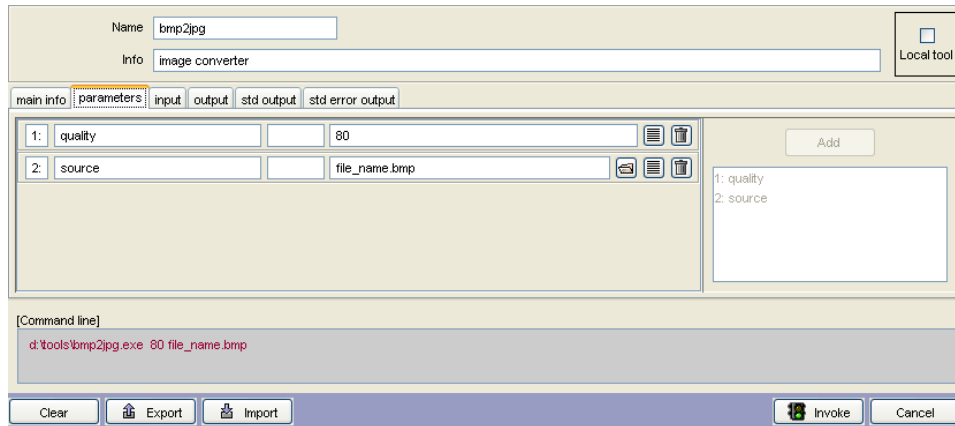 Name bmp2jpg
Info image converter
Local tool
main info parameters input output std output std error output
1: quality 80
2: source file_name.bmp
Add
1: quality
2: source
[Command line]
d:\tools\bmp2jpg.exe 80 file_name.bmp
Clear Export Import Invoke Cancel